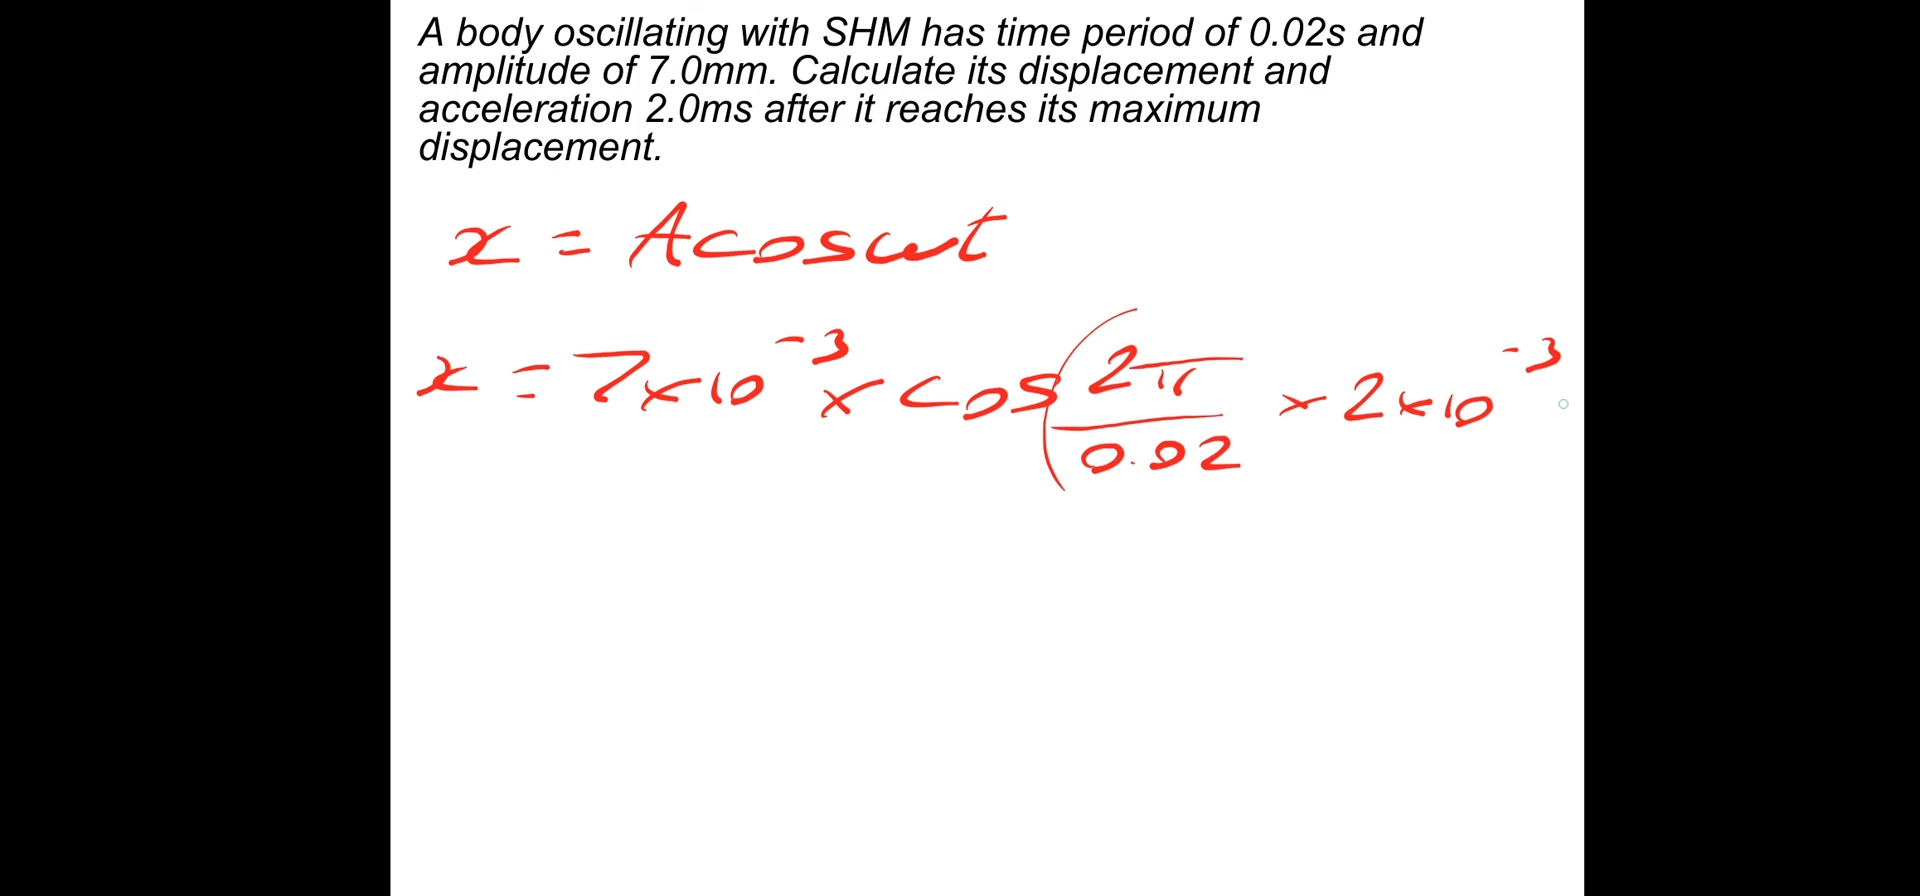 A body oscillating with SHM has time period of 0.02s and
amplitude of 7.0mm. Calculate its displacement and
acceleration 2.0ms after it reaches its maximum
displacement.
x = Acosωt
x = 7×10⁻³ × cos(2π/0.02 × 2×10⁻³